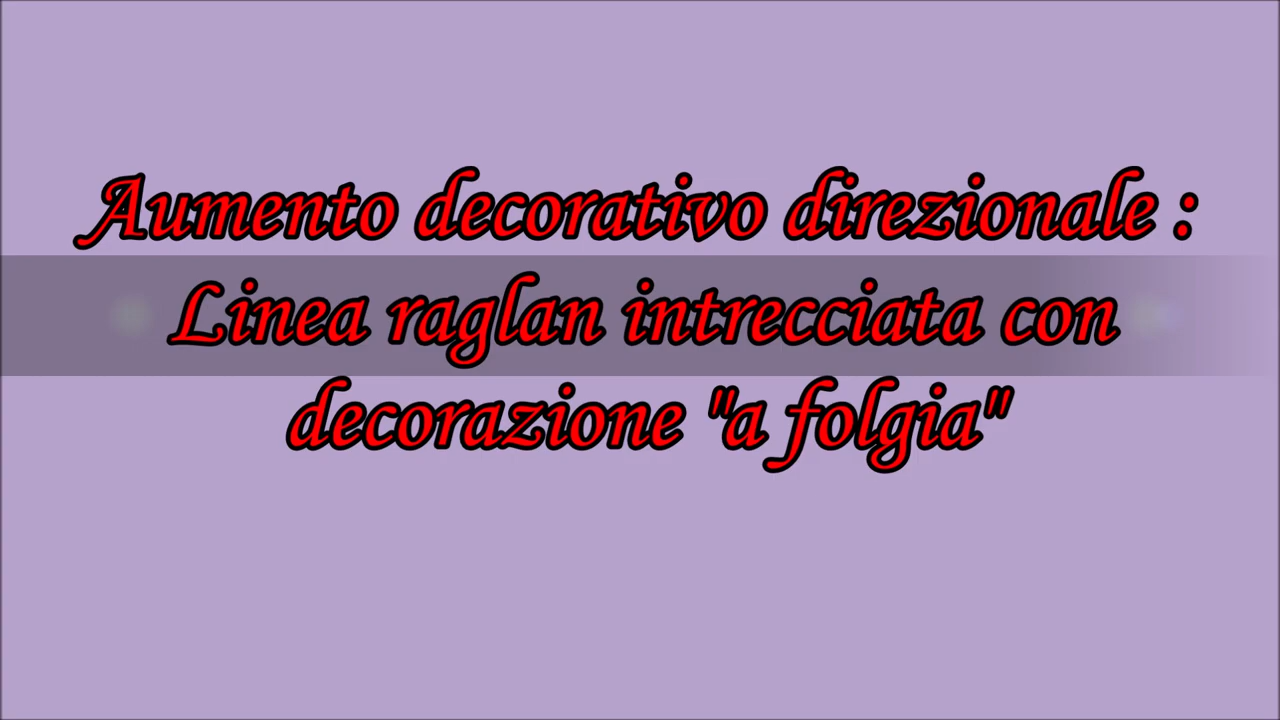 Aumento decorativo direzionale :
Linea raglan intrecciata con
decorazione "a folgia"